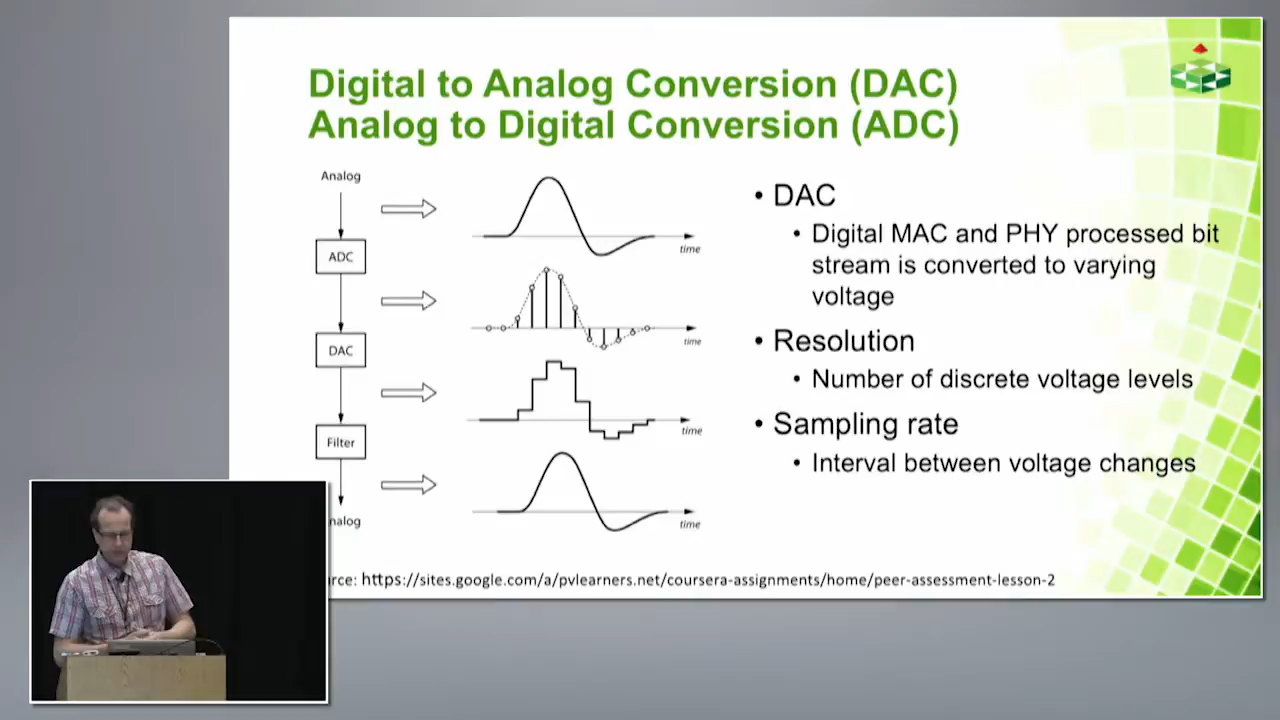 Digital to Analog Conversion (DAC)
Analog to Digital Conversion (ADC)
Analog
ADC
DAC
Filter
time
time
time
time
• DAC
• Digital MAC and PHY processed bit
stream is converted to varying
voltage
• Resolution
• Number of discrete voltage levels
• Sampling rate
• Interval between voltage changes
nalog
rce: https://sites.google.com/a/pvlearners.net/coursera-assignments/home/peer-assessment-lesson-2